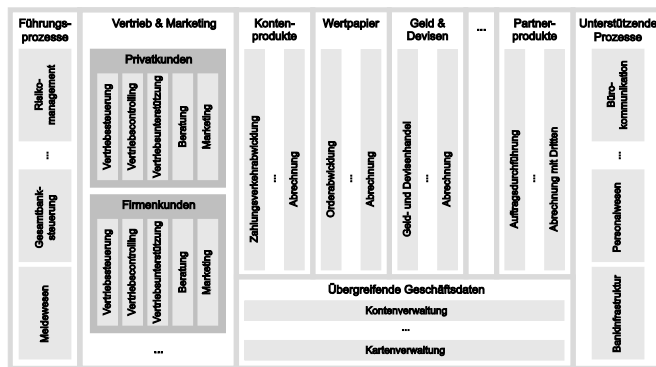 Führungs-
prozesse
Risiko-
management
...
Gesamtbank-
steuerung
Meldewesen
Vertrieb & Marketing
Privatkunden
Vertriebssteuerung
Vertriebscontrolling
Vertriebsunterstützung
Beratung
Marketing
Firmenkunden
Vertriebssteuerung
Vertriebscontrolling
Vertriebsunterstützung
Beratung
Marketing
...
Konten-
produkte
Zahlungsverkehrabwicklung
...
Abrechnung
Wertpapier
Orderabwicklung
...
Abrechnung
Geld &
Devisen
Geld- und Devisenhandel
...
Abrechnung
...
Partner-
produkte
Auftragsdurchführung
...
Abrechnung mit Dritten
Übergreifende Geschäftsdaten
Kontenverwaltung
...
Kartenverwaltung
Unterstützende
Prozesse
Büro-
kommunikation
...
Personalwesen
Bankinfrastruktur